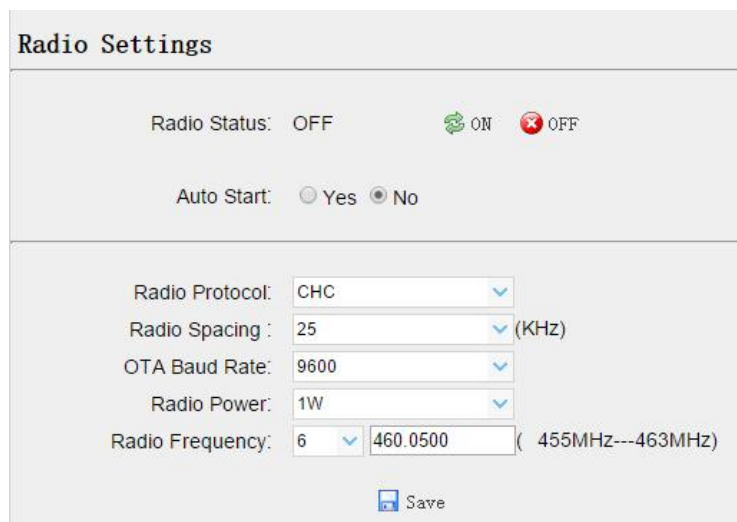 Radio Settings
Radio Status: OFF ON OFF
Auto Start: Yes No
Radio Protocol: CHC
Radio Spacing : 25 (KHz)
OTA Baud Rate: 9600
Radio Power: 1W
Radio Frequency: 6 460.0500 ( 455MHz---463MHz)
Save